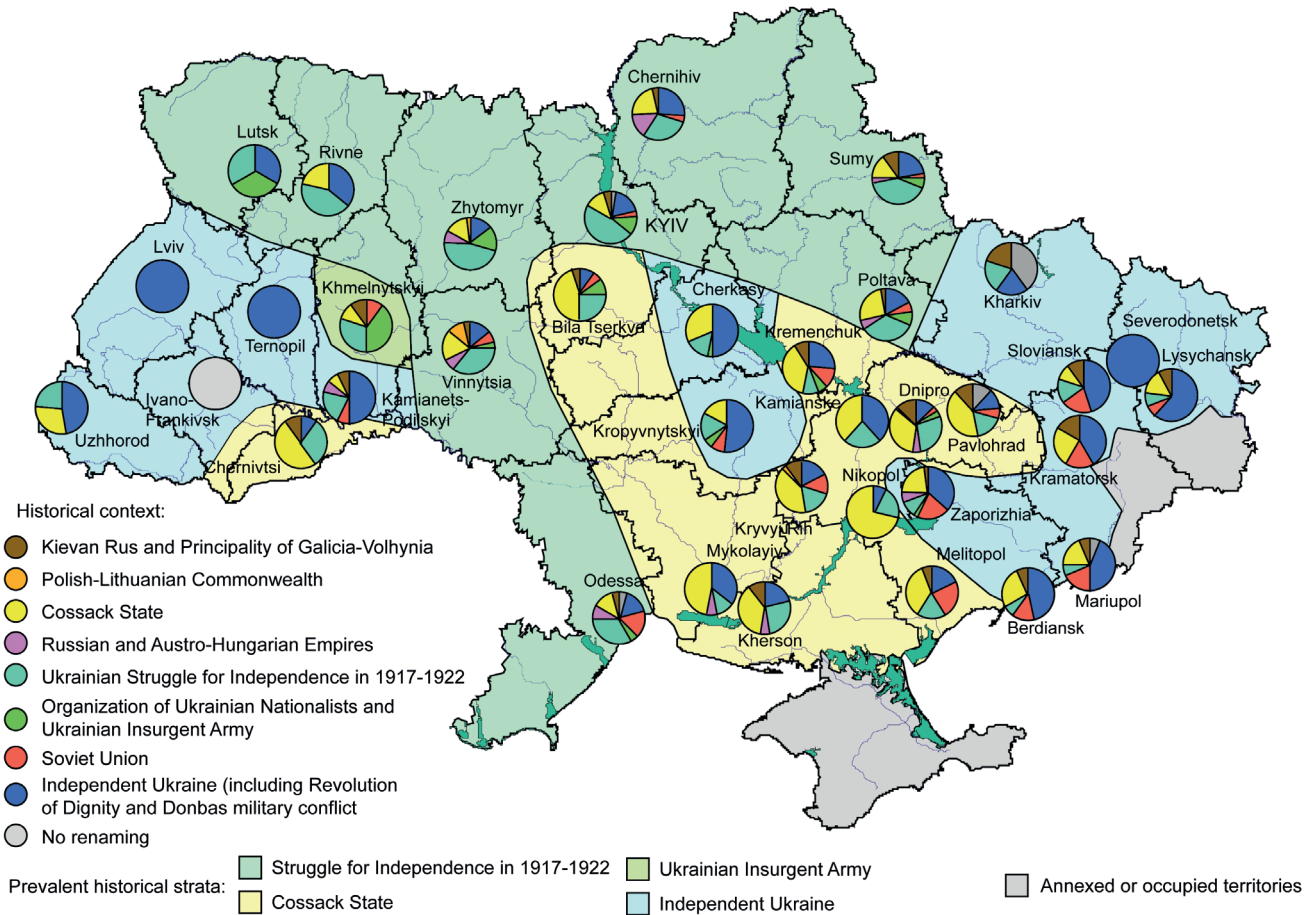 Chernihiv
Lutsk
Rivne
Sumy
Zhytomyr
KYIV
Lviv
Khmelnytskyi
Ternopil
Bila Tserkva
Cherkasy
Poltava
Kharkiv
Kremenchuk
Severodonetsk
Sloviansk
Lysychansk
Vinnytsia
Ivano-
Frankivsk
Kamianets-
Podilskyi
Uzhhorod
Chernivtsi
Kropyvnytskyi
Kamianske
Dnipro
Pavlohrad
Kramatorsk
Nikopol
Zaporizhia
Kryvyi Rih
Mykolayiv
Melitopol
Odessa
Kherson
Mariupol
Berdiansk
Historical context:
Kievan Rus and Principality of Galicia-Volhynia
Polish-Lithuanian Commonwealth
Cossack State
Russian and Austro-Hungarian Empires
Ukrainian Struggle for Independence in 1917-1922
Organization of Ukrainian Nationalists and
Ukrainian Insurgent Army
Soviet Union
Independent Ukraine (including Revolution
of Dignity and Donbas military conflict
No renaming
Prevalent historical strata:
Struggle for Independence in 1917-1922
Cossack State
Ukrainian Insurgent Army
Independent Ukraine
Annexed or occupied territories